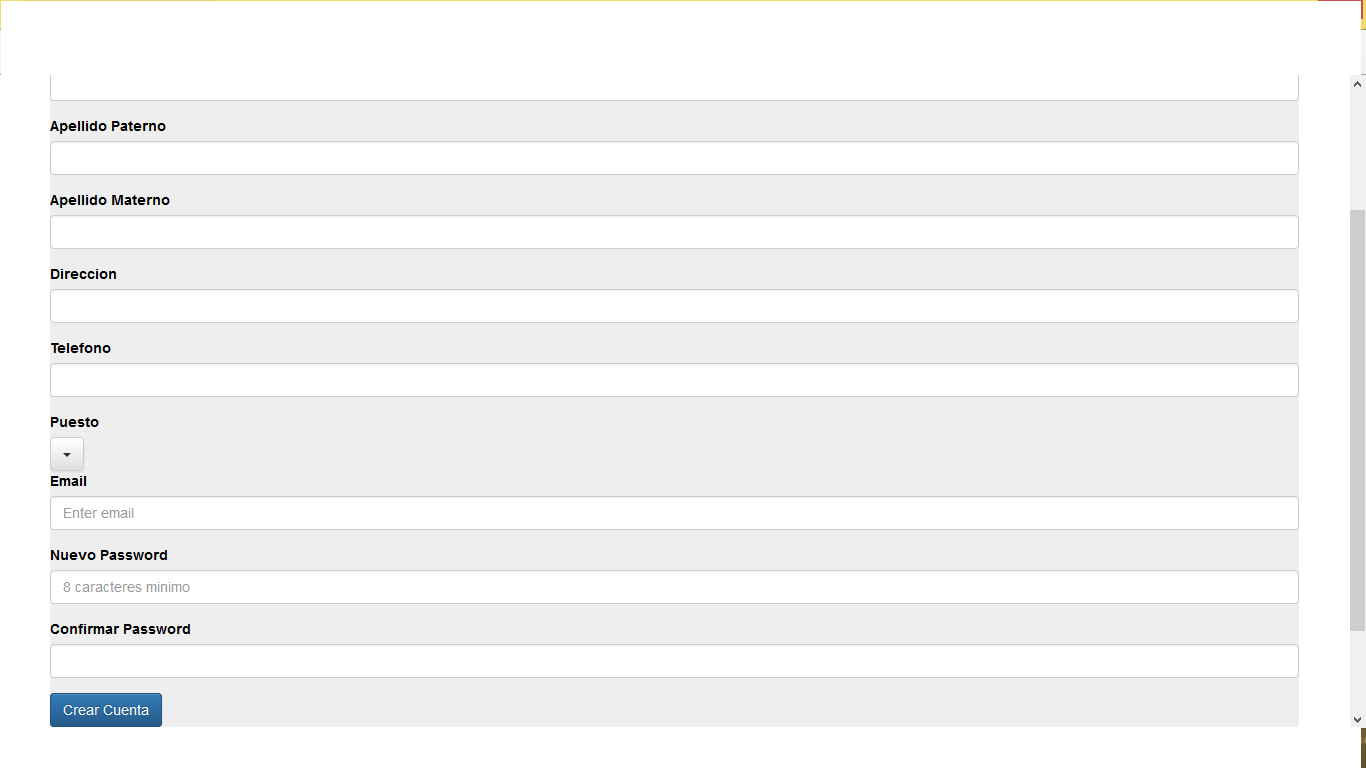 Apellido Paterno
Apellido Materno
Direccion
Telefono
Puesto
Email
Enter email
Nuevo Password
8 caracteres minimo
Confirmar Password
Crear Cuenta